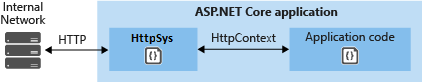 Internal
Network
HTTP
ASP.NET Core application
HttpSys
HttpContext
Application code